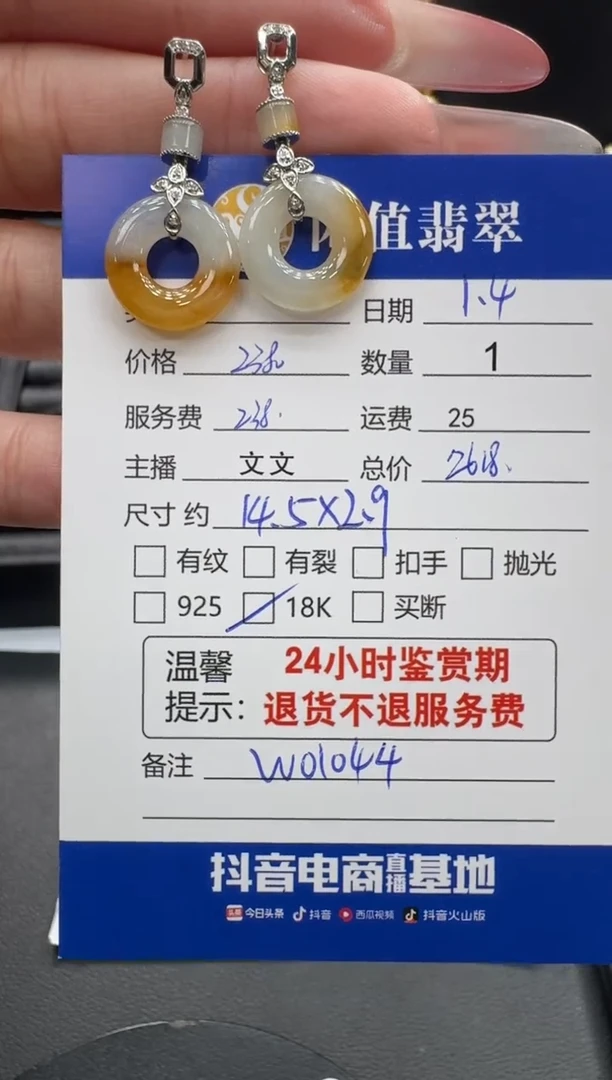 值翡翠
日期 1.4
价格 2380 数量 1
服务费 238. 运费 25
主播 文文 总价 2618.
尺寸 约 14.5X2.9
有纹 有裂 扣手 抛光
925 18K 买断
温馨 24小时鉴赏期
提示: 退货不退服务费
备注 W01044
抖音电商直播基地
头条 今日头条 抖音 西瓜视频 抖音火山版